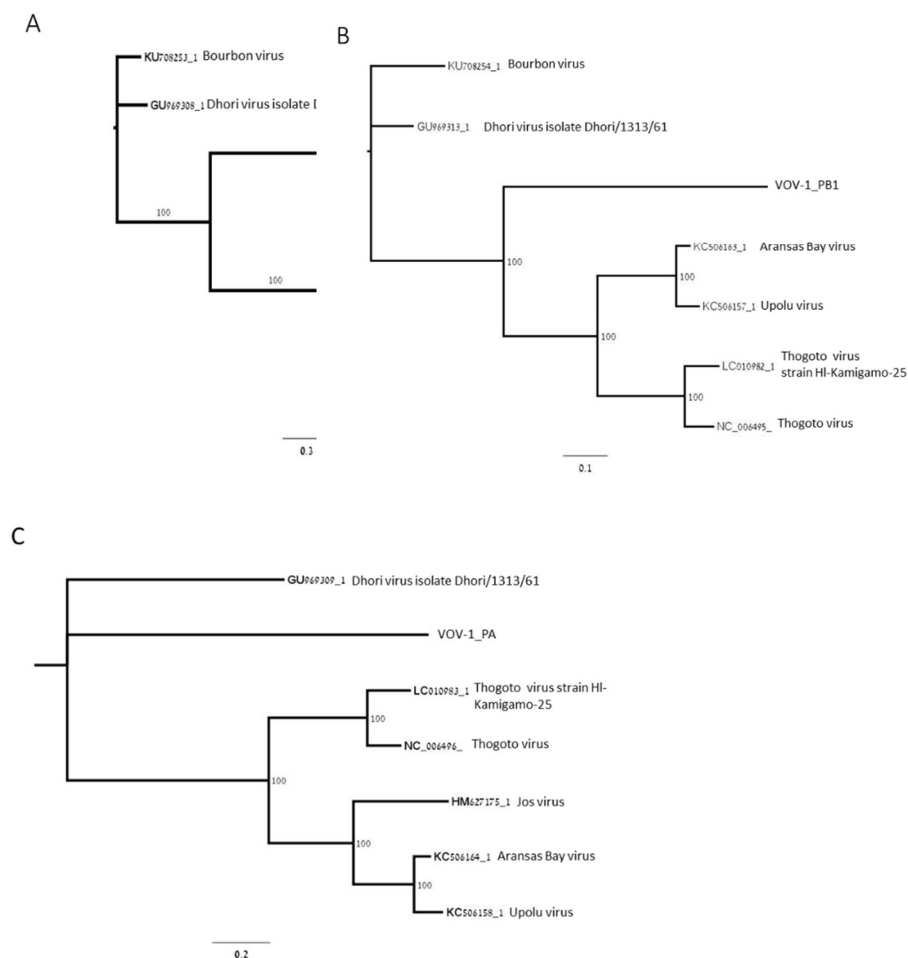 A
KU708253_1 Bourbon virus
GU969308_1 Dhori virus isolate
100
100
0.3
B
KU708254_1 Bourbon virus
GU969313_1 Dhori virus isolate Dhori/1313/61
VOV-1_PB1
100
KC506163_1 Aransas Bay virus
100
KC506157_1 Upolu virus
100
LC010982_1 Thogoto virus
strain Hl-Kamigamo-25
100
NC_006495_ Thogoto virus
0.1
C
GU969309_1 Dhori virus isolate Dhori/1313/61
VOV-1_PA
LC010983_1 Thogoto virus strain Hl-
Kamigamo-25
100
NC_006496_ Thogoto virus
100
HM627175_1 Jos virus
100
KC506164_1 Aransas Bay virus
100
KC506158_1 Upolu virus
0.2